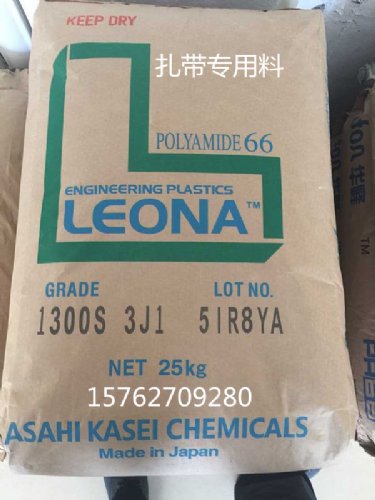 KEEP DRY
扎带专用料
POLYAMIDE 66
ENGINEERING PLASTICS
LEONA™
GRADE LOT NO.
1300S 3J1 5IR8YA
NET 25kg
15762709280
ASAHI KASEI CHEMICALS
Made in Japan
TM